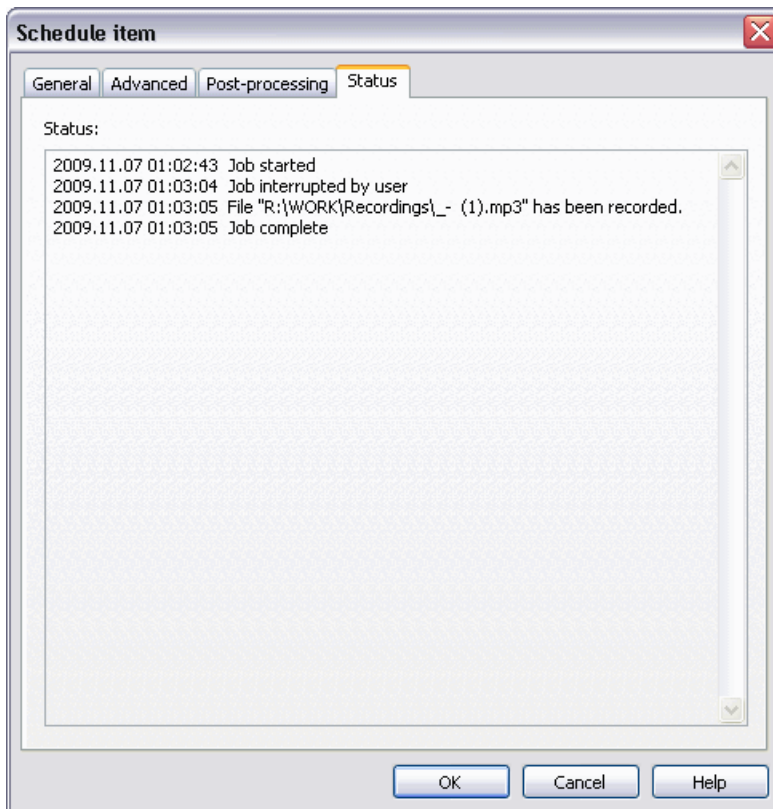 Schedule item
General Advanced Post-processing Status
Status:
2009.11.07 01:02:43 Job started
2009.11.07 01:03:04 Job interrupted by user
2009.11.07 01:03:05 File "R:\WORK\Recordings\_- (1).mp3" has been recorded.
2009.11.07 01:03:05 Job complete
OK Cancel Help